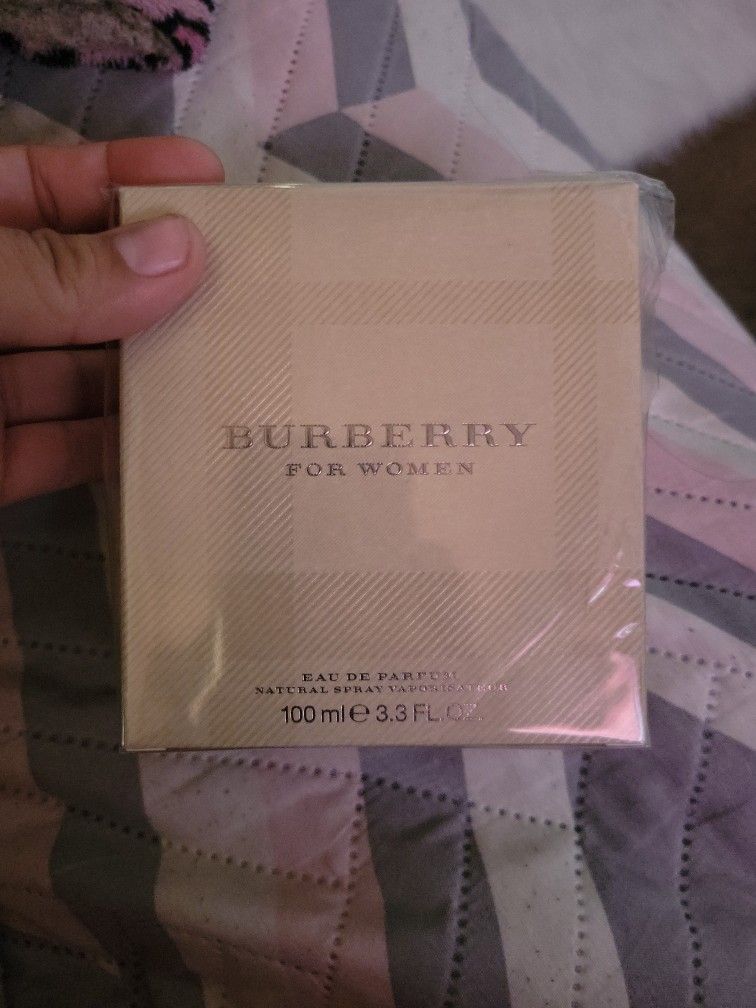 BURBERRY
FOR WOMEN
EAU DE PARFUM
NATURAL SPRAY VAPORISATEUR
100 ml ℮ 3.3 FL.OZ.